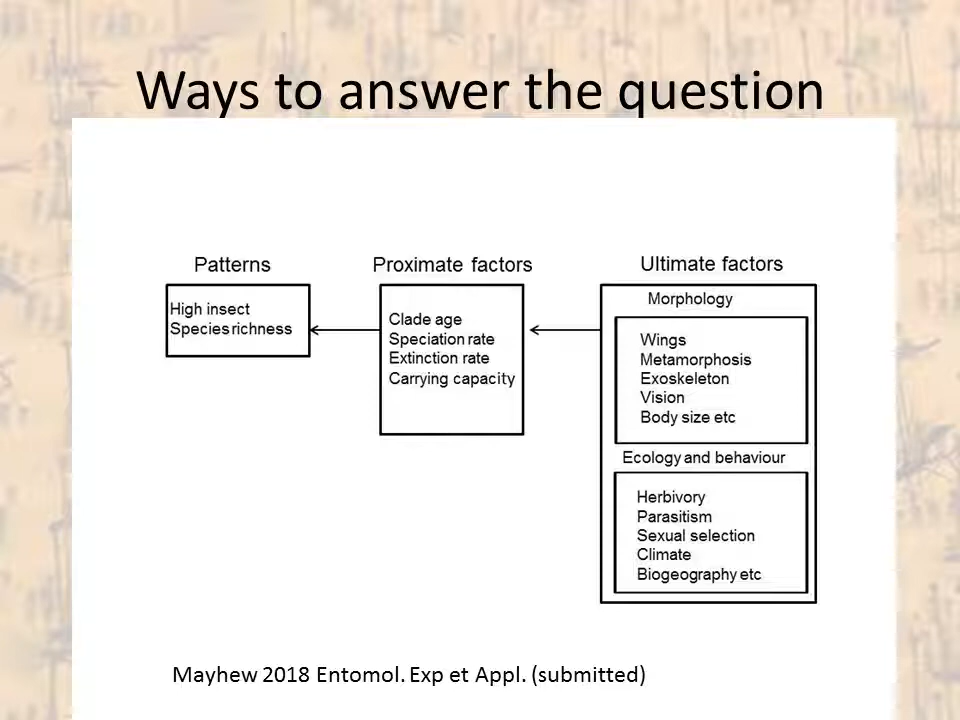 Ways to answer the question
Patterns
High insect
Species richness
Proximate factors
Clade age
Speciation rate
Extinction rate
Carrying capacity
Ultimate factors
Morphology
Wings
Metamorphosis
Exoskeleton
Vision
Body size etc
Ecology and behaviour
Herbivory
Parasitism
Sexual selection
Climate
Biogeography etc
Mayhew 2018 Entomol. Exp et Appl. (submitted)